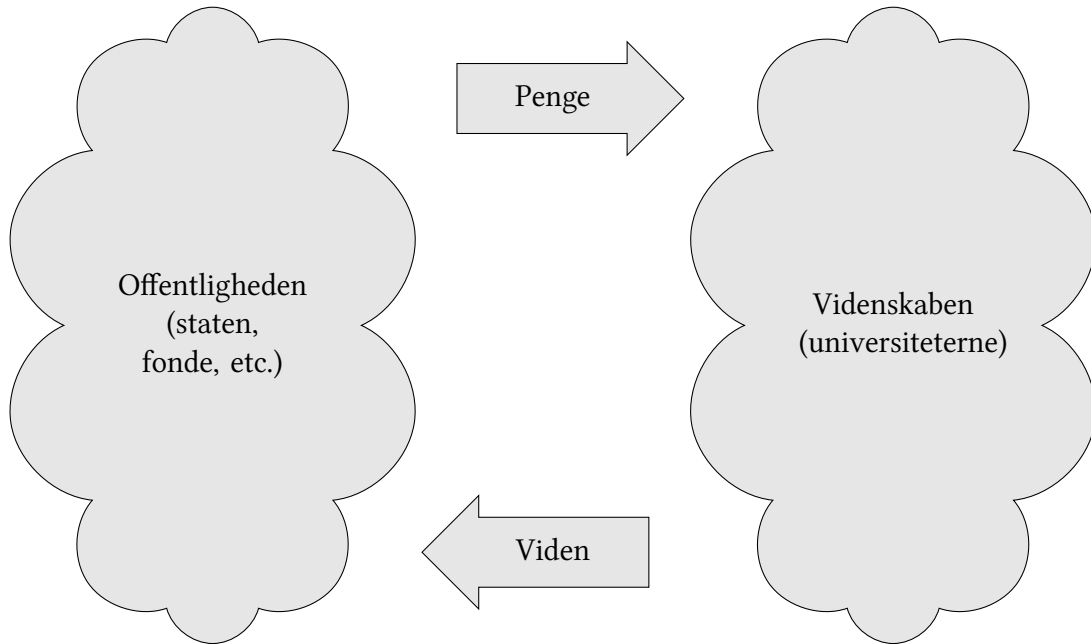 Penge
Offentligheden
(staten,
fonde, etc.)
Videnskaben
(universiteterne)
Viden